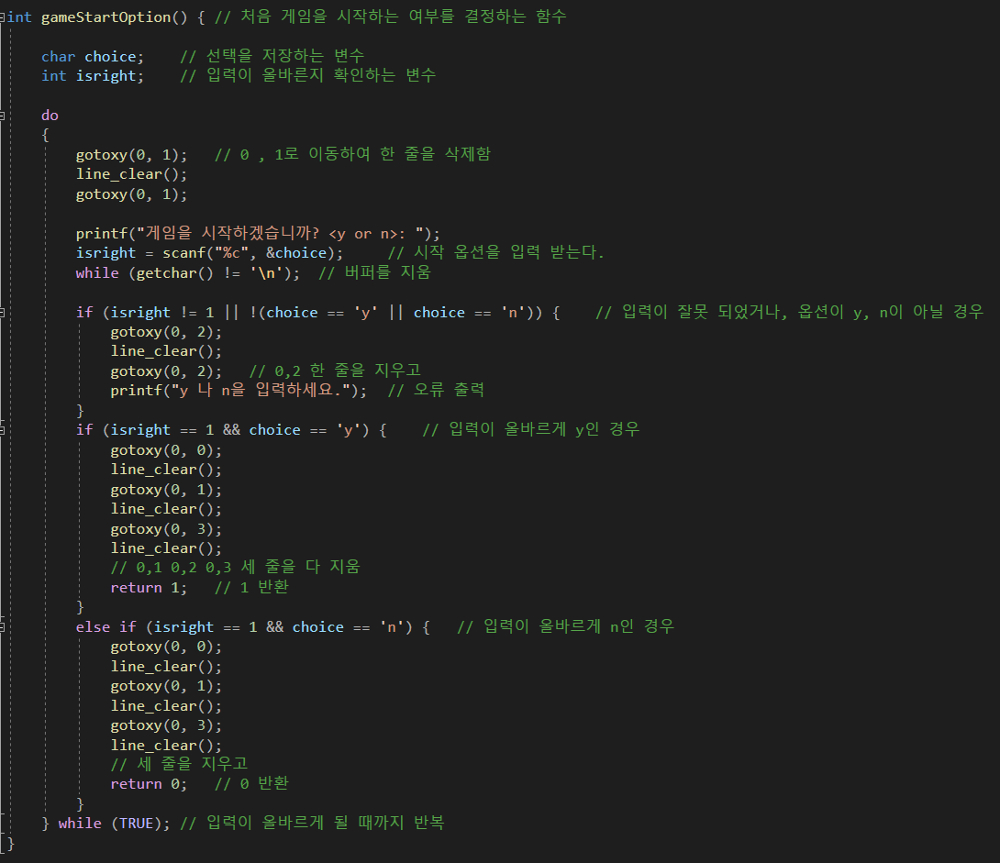 int gameStartOption() { // 처음 게임을 시작하는 여부를 결정하는 함수
char choice; // 선택을 저장하는 변수
int isright; // 입력이 올바른지 확인하는 변수
do
{
gotoxy(0, 1); // 0 , 1로 이동하여 한 줄을 삭제함
line_clear();
gotoxy(0, 1);
printf("게임을 시작하겠습니까? <y or n>: ");
isright = scanf("%c", &choice); // 시작 옵션을 입력 받는다.
while (getchar() != '\n'); // 버퍼를 지움
if (isright != 1 || !(choice == 'y' || choice == 'n')) { // 입력이 잘못 되었거나, 옵션이 y, n이 아닐 경우
gotoxy(0, 2);
line_clear();
gotoxy(0, 2); // 0,2 한 줄을 지우고
printf("y 나 n을 입력하세요."); // 오류 출력
}
if (isright == 1 && choice == 'y') { // 입력이 올바르게 y인 경우
gotoxy(0, 0);
line_clear();
gotoxy(0, 1);
line_clear();
gotoxy(0, 3);
line_clear();
// 0,1 0,2 0,3 세 줄을 다 지움
return 1; // 1 반환
}
else if (isright == 1 && choice == 'n') { // 입력이 올바르게 n인 경우
gotoxy(0, 0);
line_clear();
gotoxy(0, 1);
line_clear();
gotoxy(0, 3);
line_clear();
// 세 줄을 지우고
return 0; // 0 반환
}
} while (TRUE); // 입력이 올바르게 될 때까지 반복
}